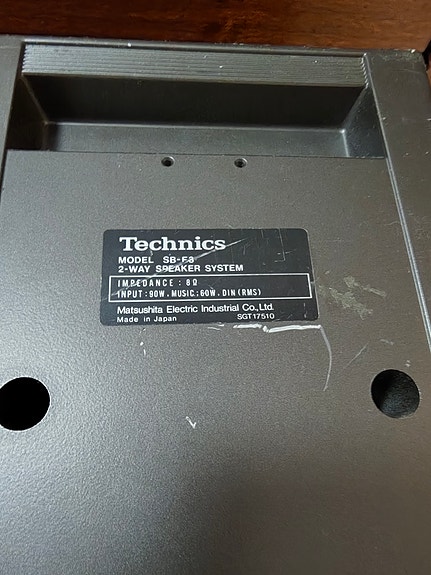 Technics
MODEL SB-F3
2-WAY SPEAKER SYSTEM
IMPEDANCE : 8Ω
INPUT : 90W. MUSIC; 60W. DIN (RMS)
Matsushita Electric Industrial Co., Ltd.
Made in Japan SGT17510